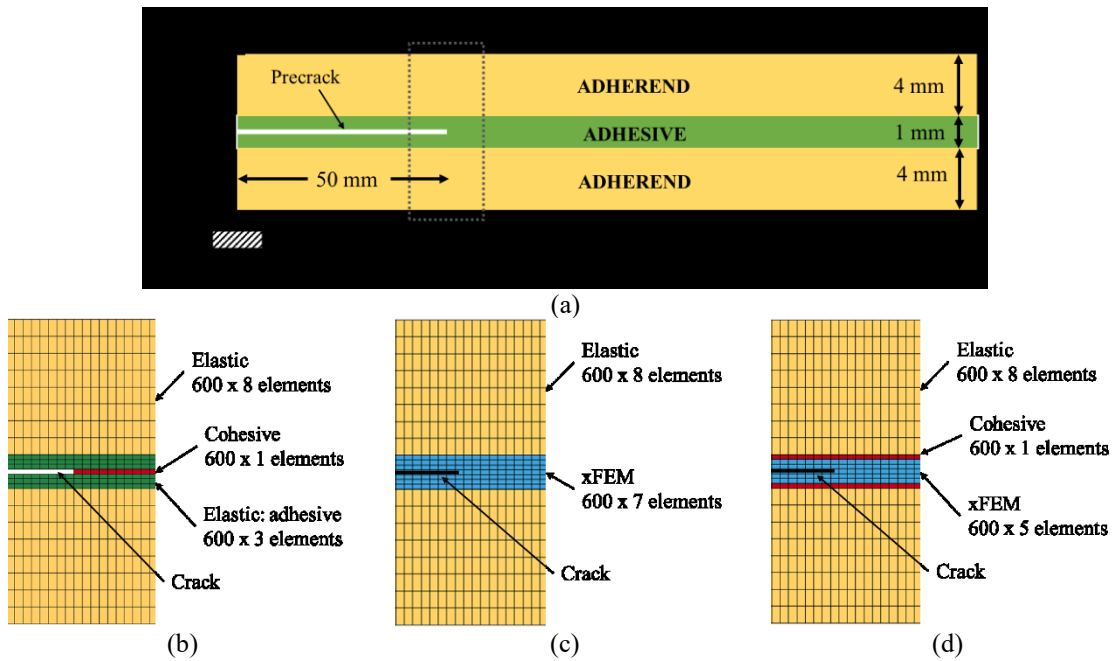 Precrack
ADHEREND
4 mm
ADHESIVE
1 mm
50 mm
ADHEREND
4 mm
(a)
Elastic
600 x 8 elements
Cohesive
600 x 1 elements
Elastic: adhesive
600 x 3 elements
Crack
(b)
Elastic
600 x 8 elements
xFEM
600 x 7 elements
Crack
(c)
Elastic
600 x 8 elements
Cohesive
600 x 1 elements
xFEM
600 x 5 elements
Crack
(d)